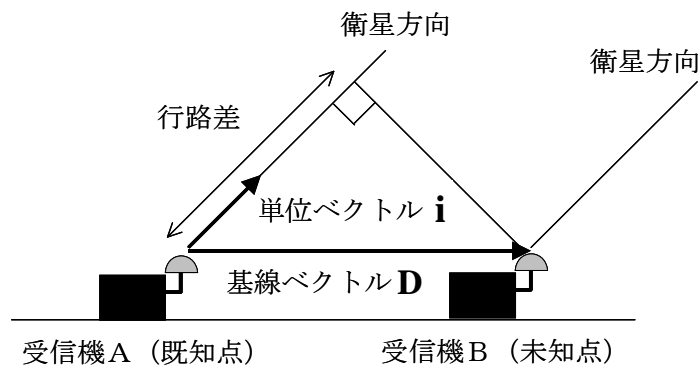 衛星方向
衛星方向
行路差
単位ベクトル i
基線ベクトル D
受信機A（既知点）
受信機B（未知点）